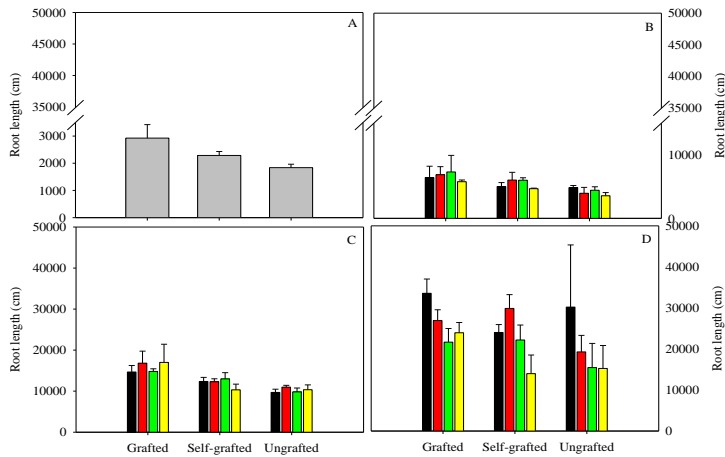 A
Root length (cm)
50000
45000
40000
35000
3000
2000
1000
0
B
50000
45000
40000
35000
10000
0
Root length (cm)
C
Root length (cm)
50000
40000
30000
20000
10000
0
Grafted Self-grafted Ungrafted
D
50000
40000
30000
20000
10000
0
Root length (cm)
Grafted Self-grafted Ungrafted